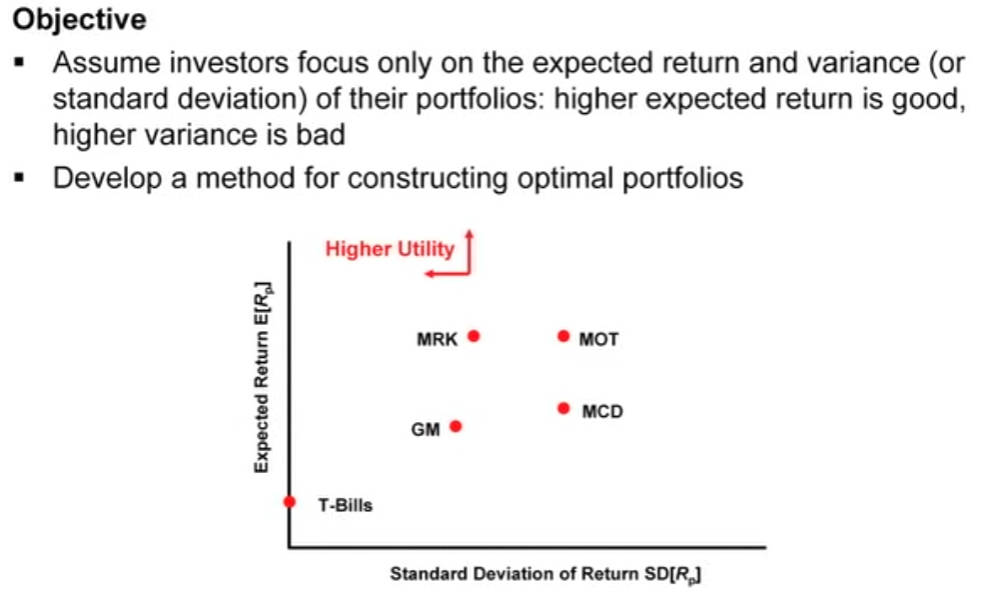 Objective
▪ Assume investors focus only on the expected return and variance (or
standard deviation) of their portfolios: higher expected return is good,
higher variance is bad
▪ Develop a method for constructing optimal portfolios
Higher Utility
Expected Return E[Rp]
MRK
MOT
MCD
GM
T-Bills
Standard Deviation of Return SD[Rp]